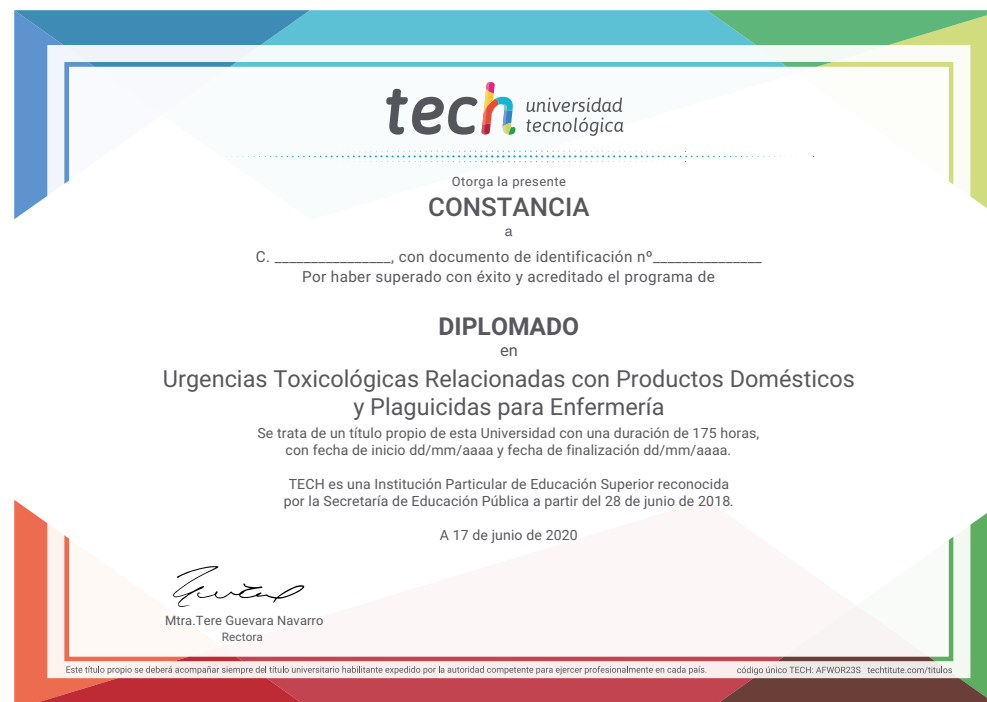 tech universidad
tecnológica
Otorga la presente
CONSTANCIA
a
C. ________________, con documento de identificación nº_______________
Por haber superado con éxito y acreditado el programa de
DIPLOMADO
en
Urgencias Toxicológicas Relacionadas con Productos Domésticos
y Plaguicidas para Enfermería
Se trata de un título propio de esta Universidad con una duración de 175 horas,
con fecha de inicio dd/mm/aaaa y fecha de finalización dd/mm/aaaa.
TECH es una Institución Particular de Educación Superior reconocida
por la Secretaría de Educación Pública a partir del 28 de junio de 2018.
A 17 de junio de 2020
Mtra.Tere Guevara Navarro
Rectora
Este título propio se deberá acompañar siempre del título universitario habilitante expedido por la autoridad competente para ejercer profesionalmente en cada país. código único TECH: AFWOR23S techtitute.com/titulos